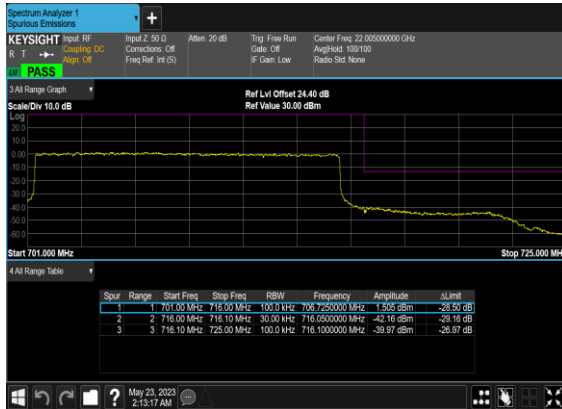 Spectrum Analyzer 1
Spurious Emissions
KEYSIGHT
R T
Input: RF
Coupling: DC
Align: Off
Input Z: 50 Ω
Corrections: Off
Freq Ref: Int (S)
Atten: 20 dB
Trig: Free Run
Gate: Off
IF Gain: Low
Center Freq: 22.005000000 GHz
Avg|Hold: 100/100
Radio Std: None
PASS
3 All Range Graph
Scale/Div 10.0 dB
Ref Lvl Offset 24.40 dB
Ref Value 30.00 dBm
Log
20.0
10.0
0.00
-10.0
-20.0
-30.0
-40.0
-50.0
-60.0
Start 701.000 MHz
Stop 725.000 MH
4 All Range Table
Spur Range Start Freq Stop Freq RBW Frequency Amplitude ΔLimit
1 1 701.00 MHz 716.00 MHz 100.0 kHz 706.7250000 MHz 1.505 dBm -28.50 dB
2 2 716.00 MHz 716.10 MHz 30.00 kHz 716.0500000 MHz -42.16 dBm -29.16 dB
3 3 716.10 MHz 725.00 MHz 100.0 kHz 716.1000000 MHz -39.97 dBm -26.97 dB
May 23, 2023
2:13:17 AM